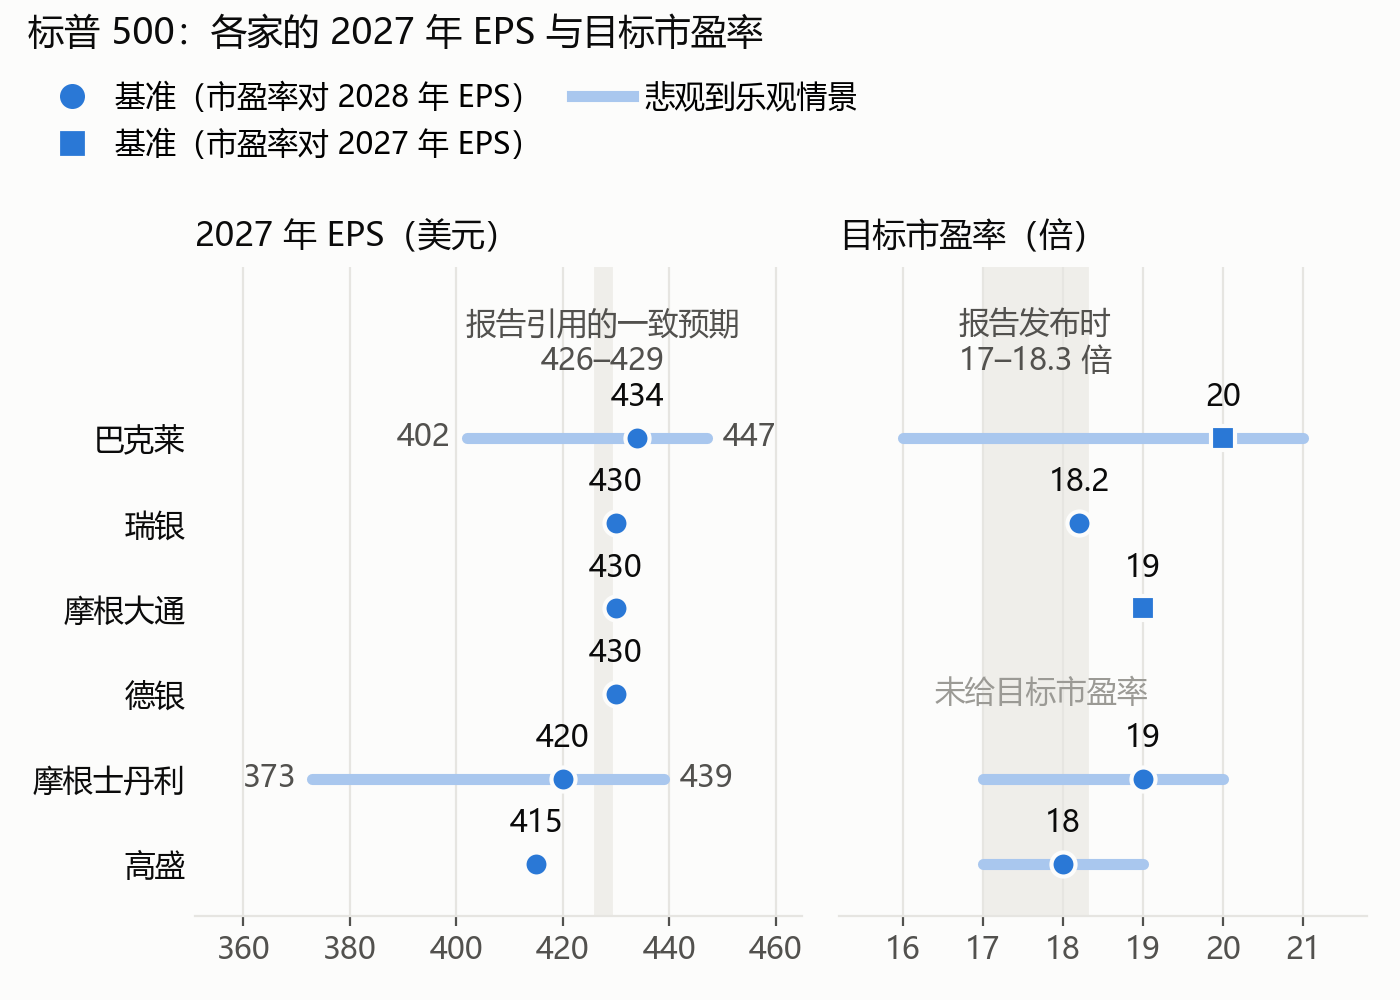 标普 500：各家的 2027 年 EPS 与目标市盈率
基准（市盈率对 2028 年 EPS）
悲观到乐观情景
基准（市盈率对 2027 年 EPS）
2027 年 EPS（美元）
目标市盈率（倍）
报告引用的一致预期
426–429
报告发布时
17–18.3 倍
巴克莱
402
434
447
20
瑞银
430
18.2
摩根大通
430
19
德银
430
未给目标市盈率
摩根士丹利
373
420
439
19
高盛
415
18
360 380 400 420 440 460
16 17 18 19 20 21